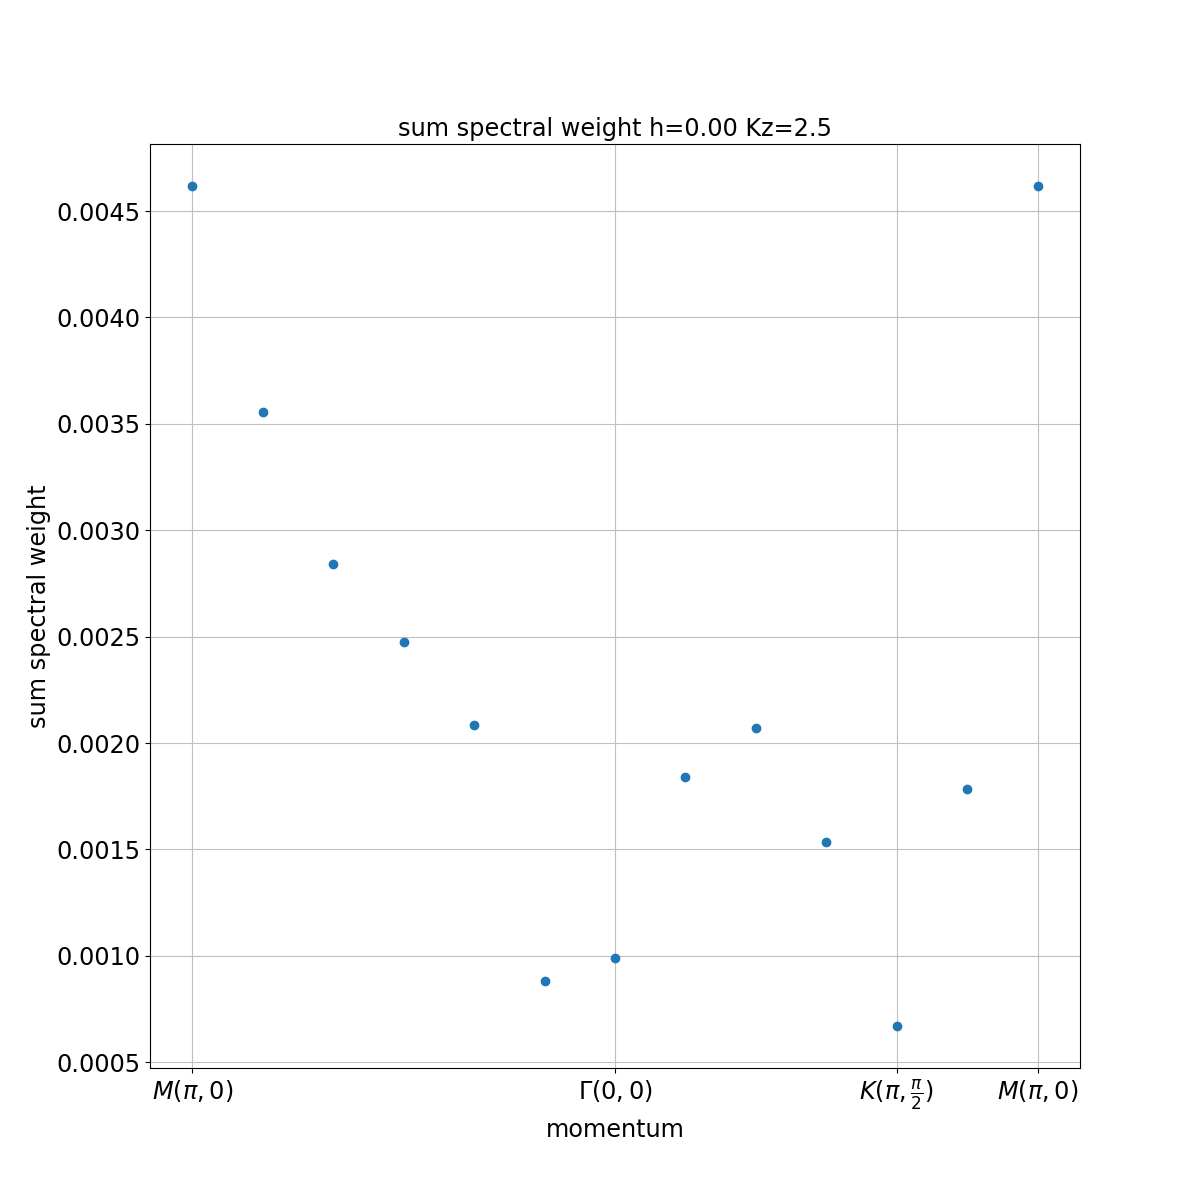 sum spectral weight h=0.00 Kz=2.5
sum spectral weight
0.0045
0.0040
0.0035
0.0030
0.0025
0.0020
0.0015
0.0010
0.0005
M(π, 0)
Γ(0, 0)
K(π, π/2)
M(π, 0)
momentum